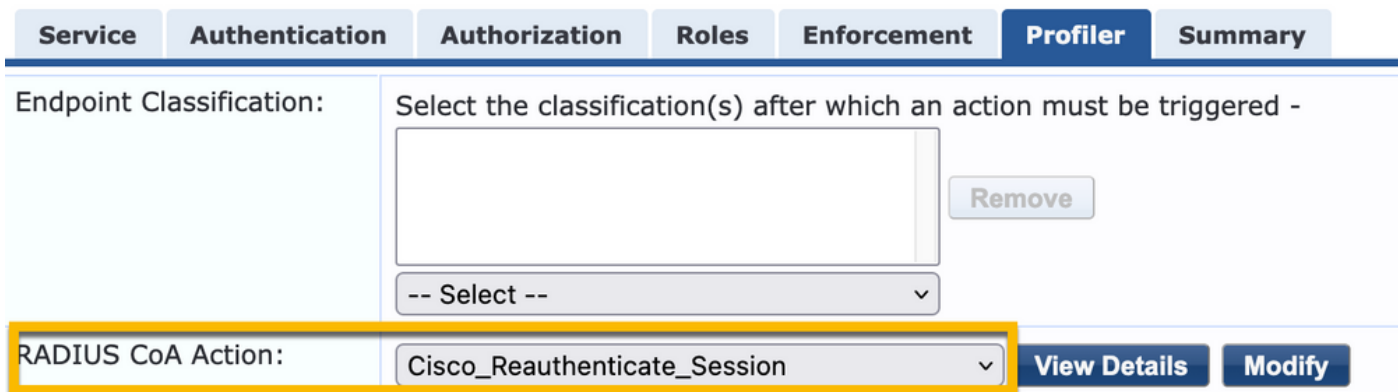 Service Authentication Authorization Roles Enforcement Profiler Summary
Endpoint Classification: Select the classification(s) after which an action must be triggered -
Remove
-- Select --
RADIUS CoA Action: Cisco_Reauthenticate_Session View Details Modify